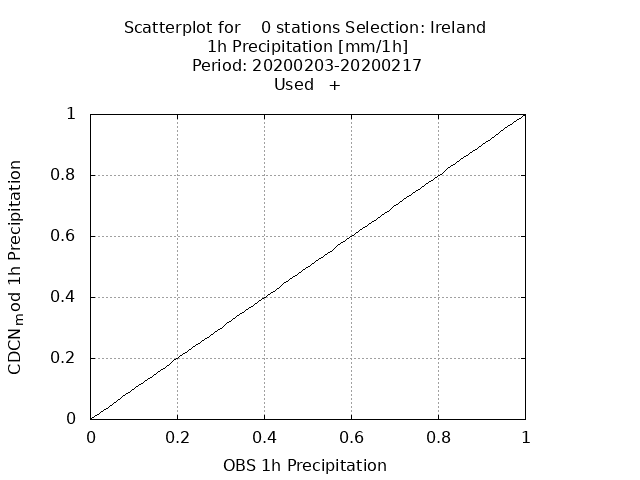 Scatterplot for    0 stations Selection: Ireland
1h Precipitation [mm/1h]
Period: 20200203-20200217
Used   +
1
0.8
0.6
0.4
0.2
0
CDCNmod 1h Precipitation
0 0.2 0.4 0.6 0.8 1
OBS 1h Precipitation